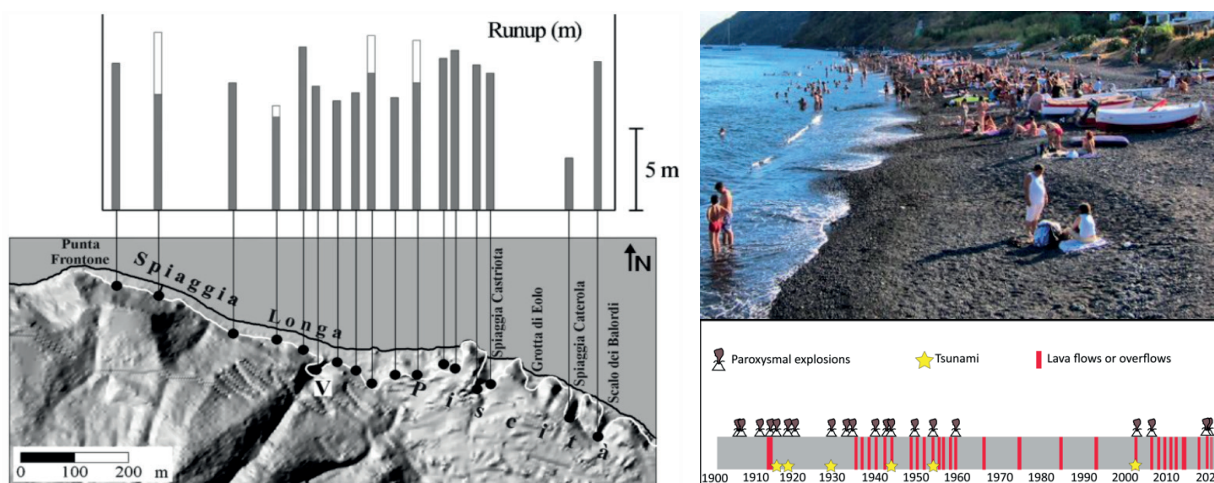 Runup (m)
5 m
N
Punta
Frontone
Spiaggia
Longa
Spiaggia Castriota
Grotta di Eolo
Spiaggia Caterola
Scalo dei Balordi
V
Piscità
0 100 200
m
Paroxysmal explosions
Tsunami
Lava flows or overflows
1900 1910 1920 1930 1940 1950 1960 1970 1980 1990 2000 2010